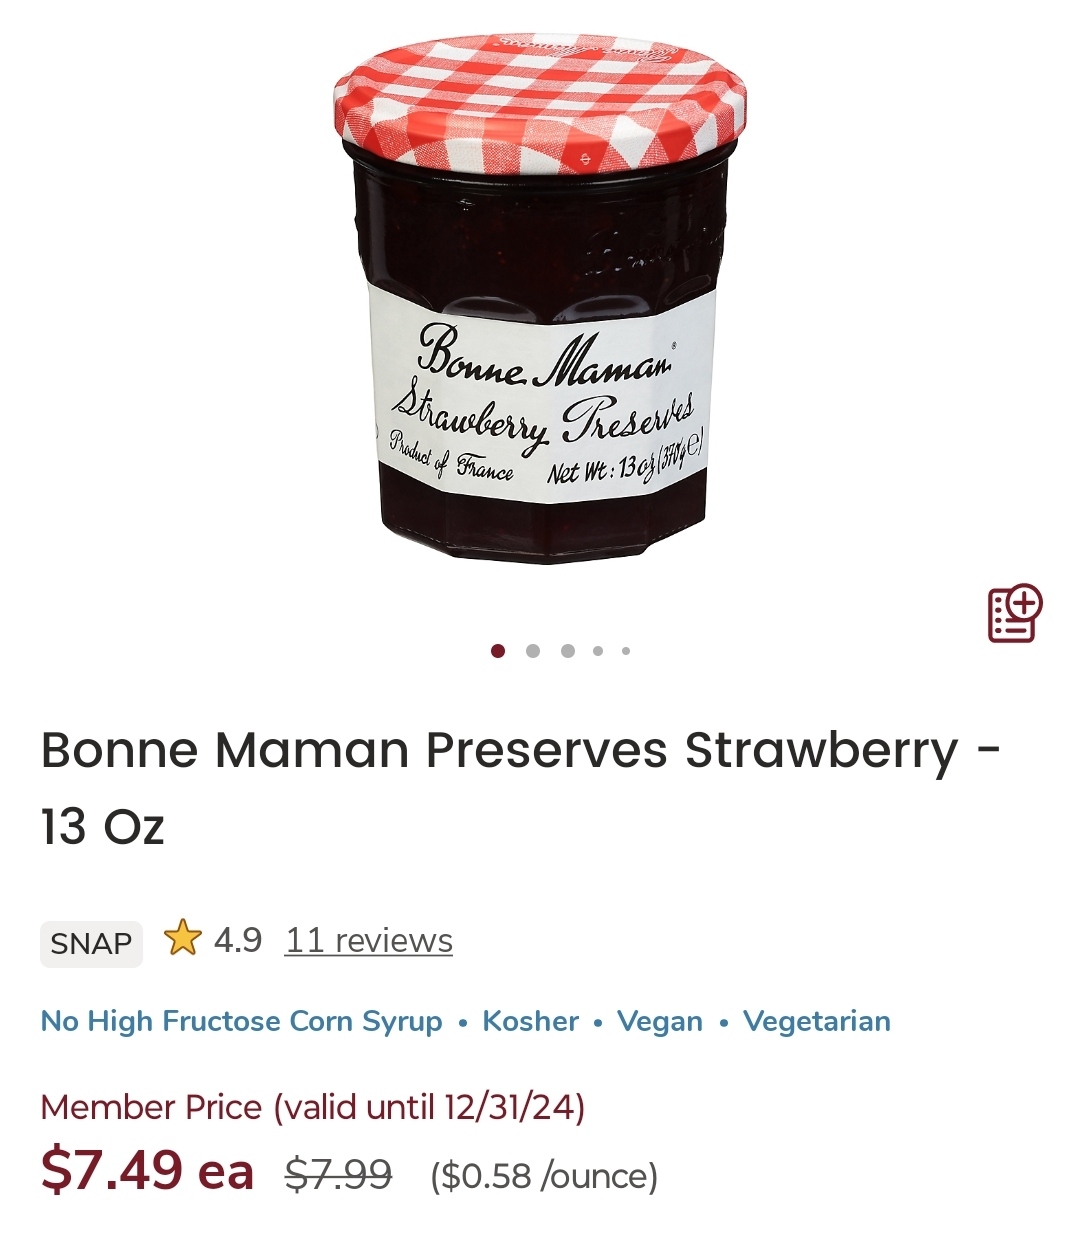 Bonne Maman®
Strawberry Preserves
Product of France Net Wt: 13 oz (370g e)
Bonne Maman Preserves Strawberry -
13 Oz
SNAP 4.9 11 reviews
No High Fructose Corn Syrup • Kosher • Vegan • Vegetarian
Member Price (valid until 12/31/24)
$7.49 ea $7.99 ($0.58 /ounce)